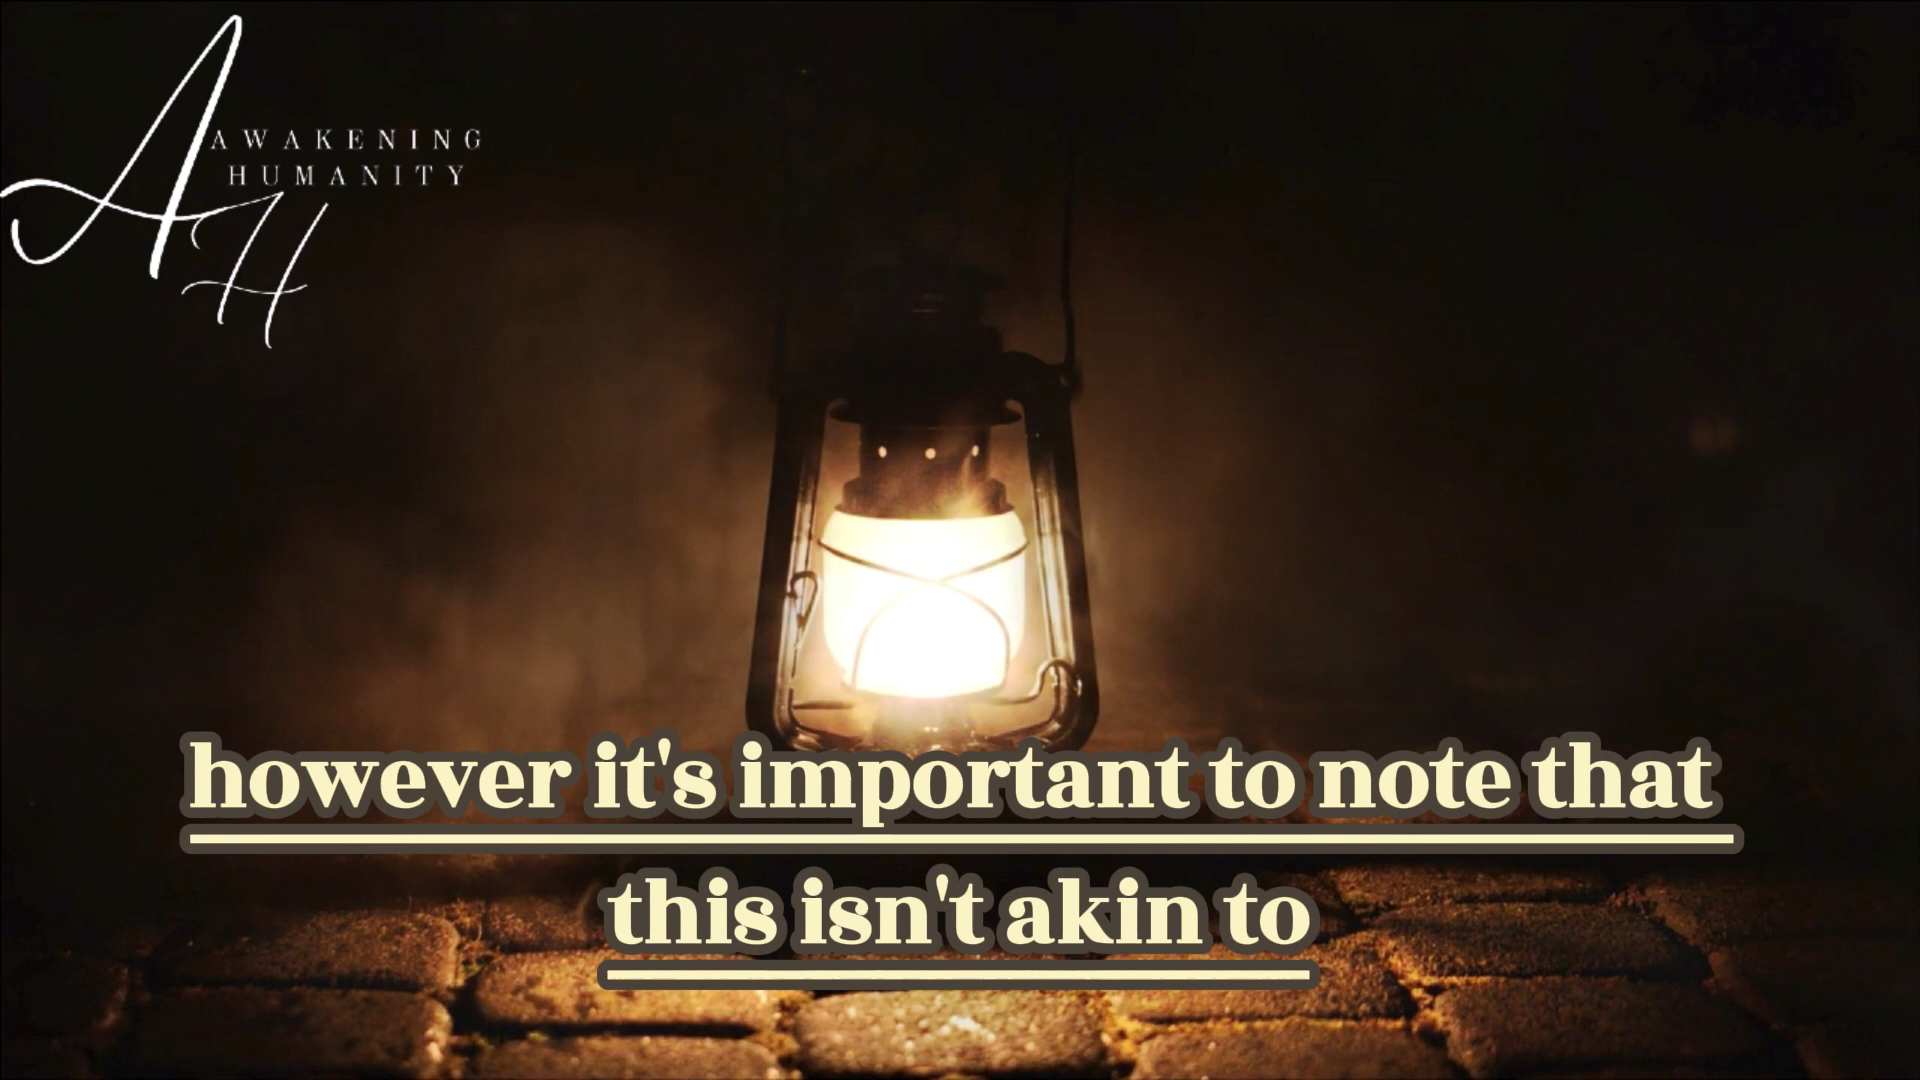 AWAKENING
HUMANITY
AH
however it's important to note that
this isn't akin to